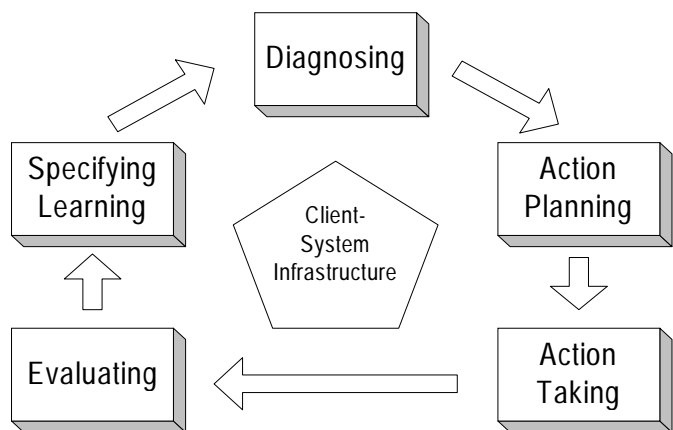 Diagnosing
Action
Planning
Action
Taking
Evaluating
Specifying
Learning
Client-
System
Infrastructure